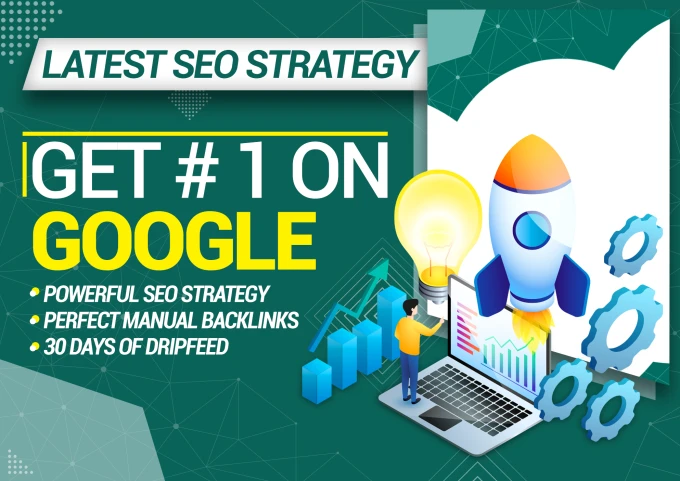 LATEST SEO STRATEGY
GET # 1 ON
GOOGLE
• POWERFUL SEO STRATEGY
• PERFECT MANUAL BACKLINKS
• 30 DAYS OF DRIPFEED